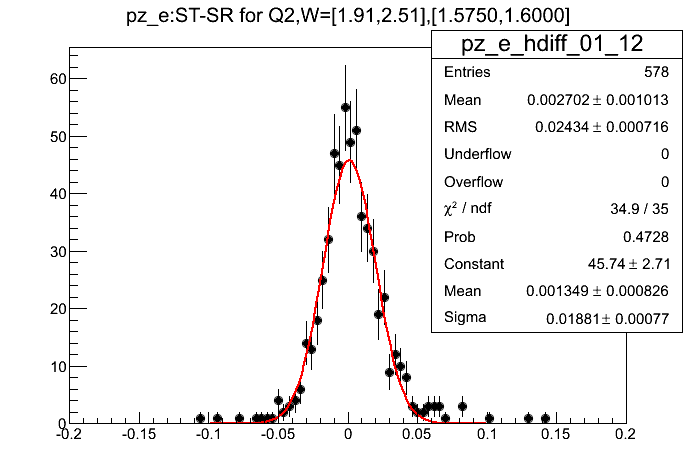 pz_e:ST-SR for Q2,W=[1.91,2.51],[1.5750,1.6000]
pz_e_hdiff_01_12
Entries 578
Mean 0.002702 ± 0.001013
RMS 0.02434 ± 0.000716
Underflow 0
Overflow 0
χ² / ndf 34.9 / 35
Prob 0.4728
Constant 45.74 ± 2.71
Mean 0.001349 ± 0.000826
Sigma 0.01881 ± 0.00077
60
50
40
30
20
10
0
-0.2 -0.15 -0.1 -0.05 0 0.05 0.1 0.15 0.2